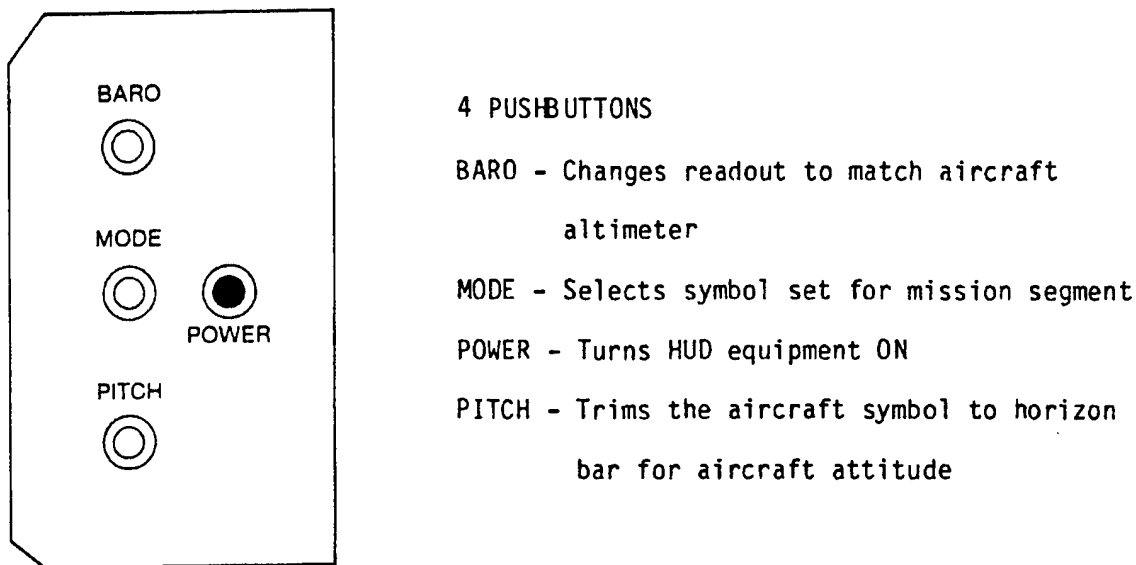 BARO
MODE
POWER
PITCH
4 PUSHBUTTONS
BARO - Changes readout to match aircraft
altimeter
MODE - Selects symbol set for mission segment
POWER - Turns HUD equipment ON
PITCH - Trims the aircraft symbol to horizon
bar for aircraft attitude